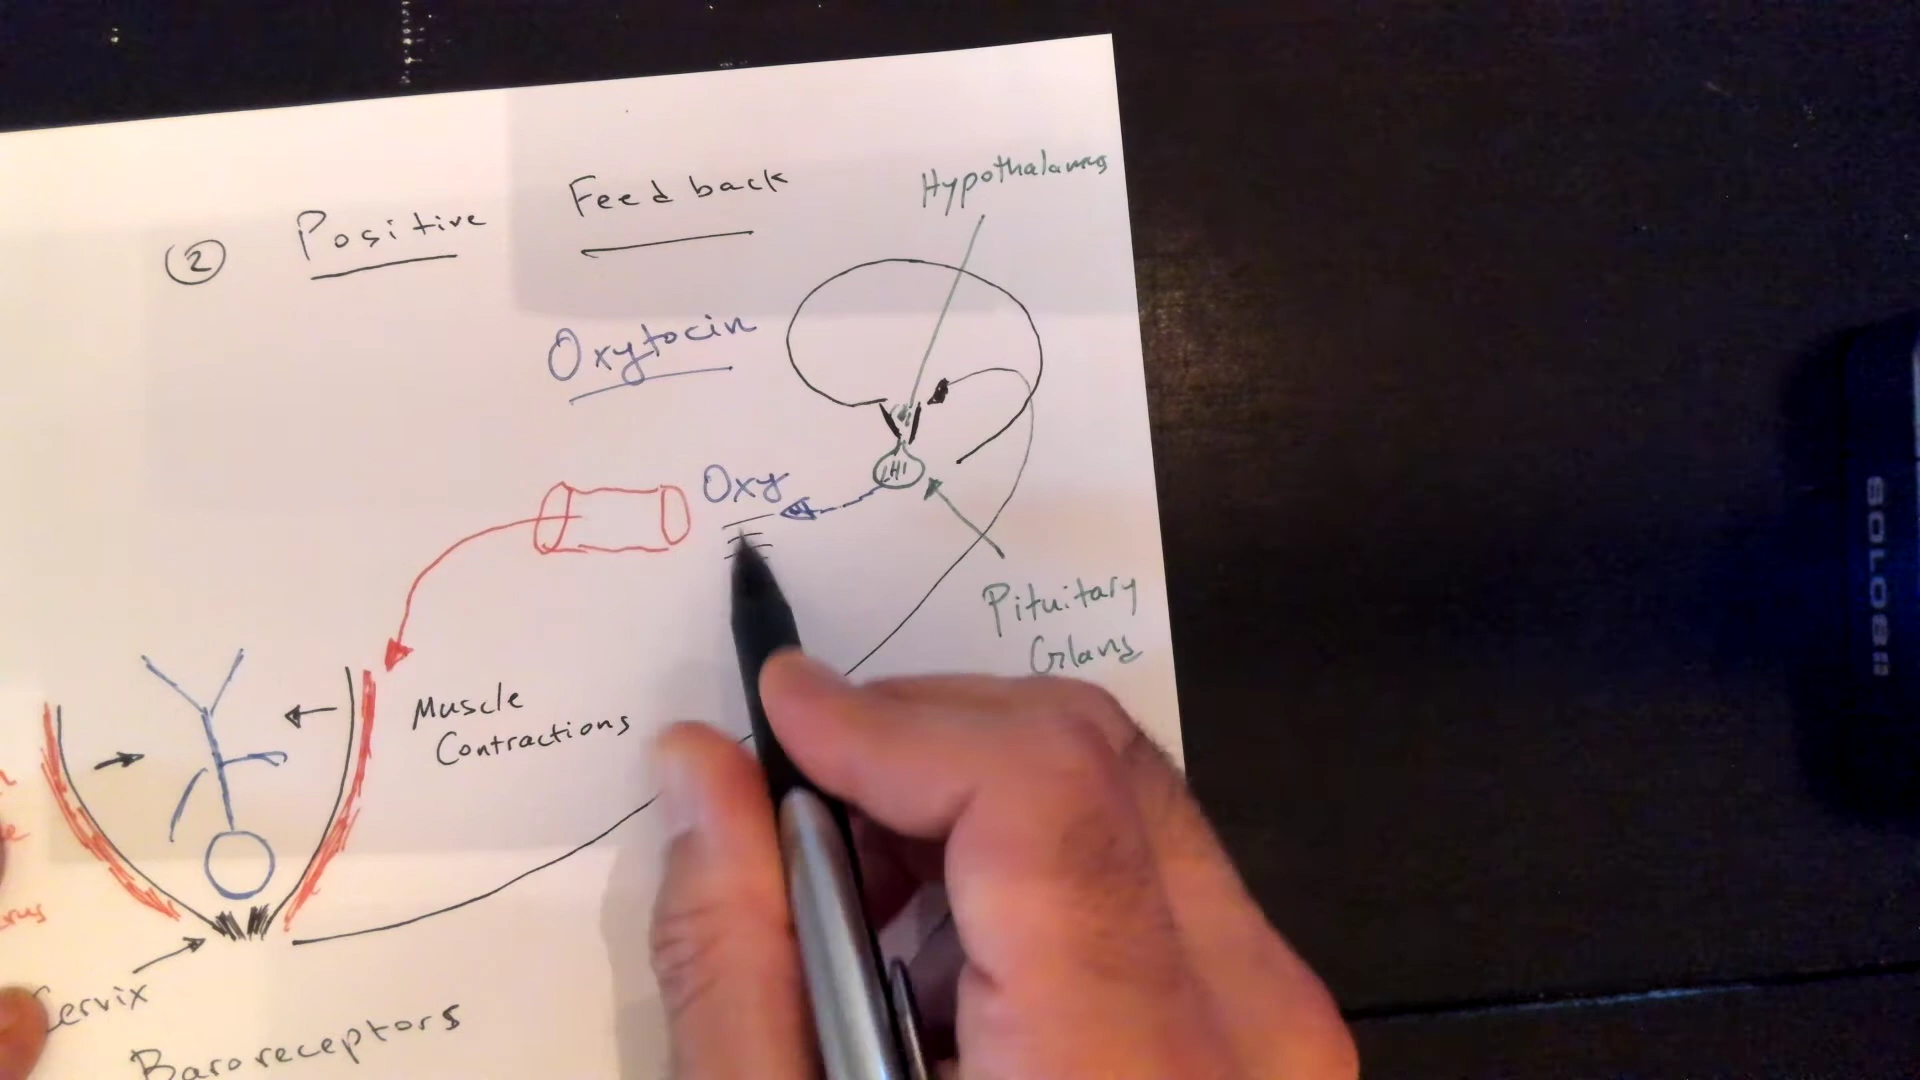 ② Positive Feedback
Hypothalamus
Oxytocin
Oxy
Pituitary
Gland
Muscle
Contractions
Cervix
Baroreceptors